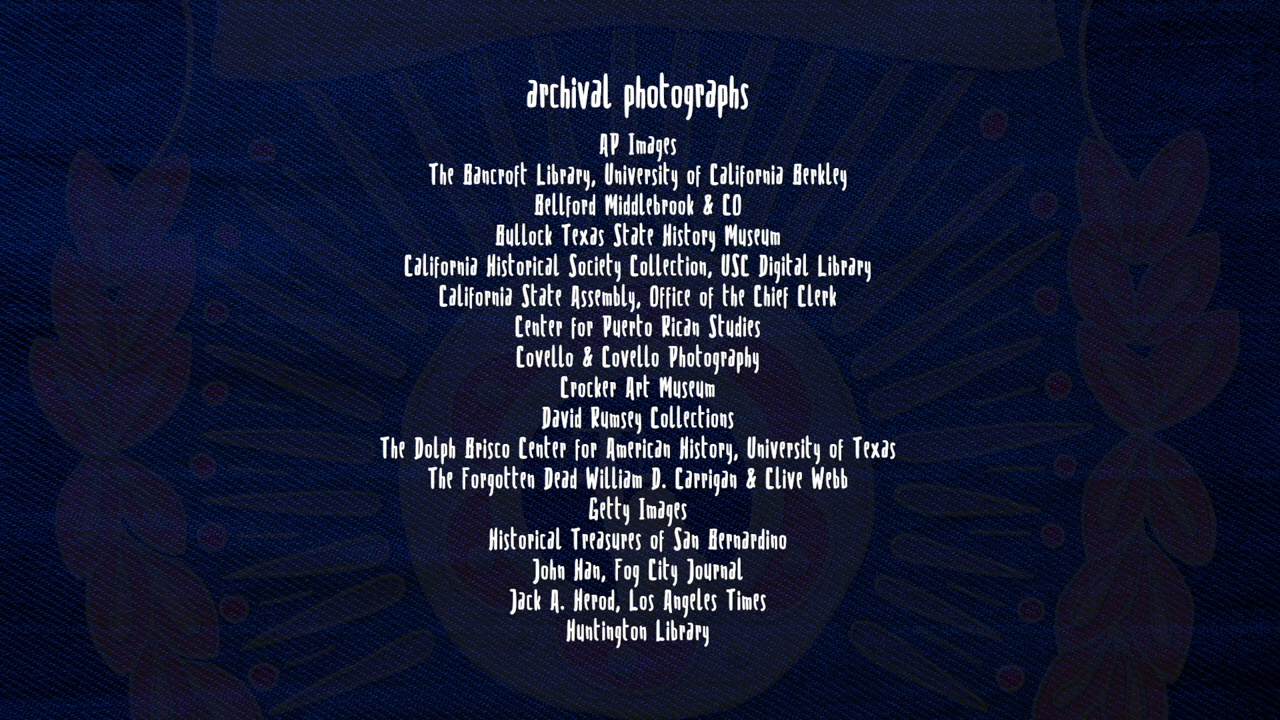 archival photographs
AP Images
The Bancroft Library, University of California Berkley
Bellford Middlebrook & CO
Bullock Texas State History Museum
California Historical Society Collection, USC Digital Library
California State Assembly, Office of the Chief Clerk
Center for Puerto Rican Studies
Covello & Covello Photography
Crocker Art Museum
David Rumsey Collections
The Dolph Brisco Center for American History, University of Texas
The Forgotten Dead William D. Carrigan & Clive Webb
Getty Images
Historical Treasures of San Bernardino
John Han, Fog City Journal
Jack A. Herod, Los Angeles Times
Huntington Library